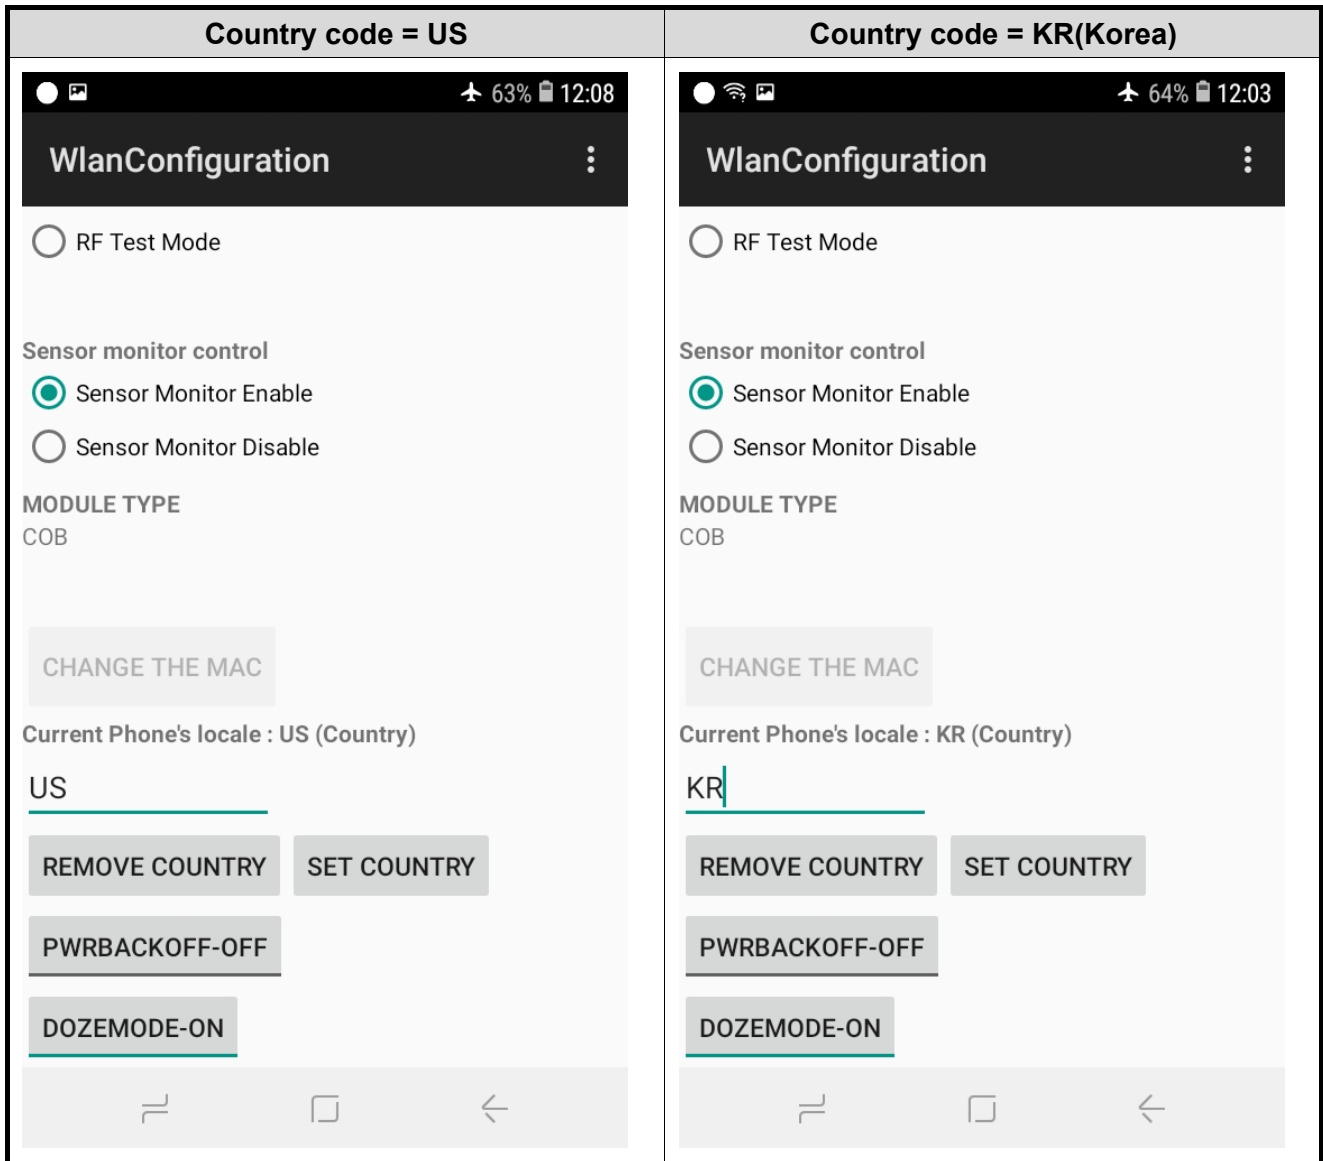 Country code = US
63% 12:08
WlanConfiguration
RF Test Mode
Sensor monitor control
Sensor Monitor Enable
Sensor Monitor Disable
MODULE TYPE
COB
CHANGE THE MAC
Current Phone's locale : US (Country)
US
REMOVE COUNTRY SET COUNTRY
PWRBACKOFF-OFF
DOZEMODE-ON
Country code = KR(Korea)
64% 12:03
WlanConfiguration
RF Test Mode
Sensor monitor control
Sensor Monitor Enable
Sensor Monitor Disable
MODULE TYPE
COB
CHANGE THE MAC
Current Phone's locale : KR (Country)
KR
REMOVE COUNTRY SET COUNTRY
PWRBACKOFF-OFF
DOZEMODE-ON